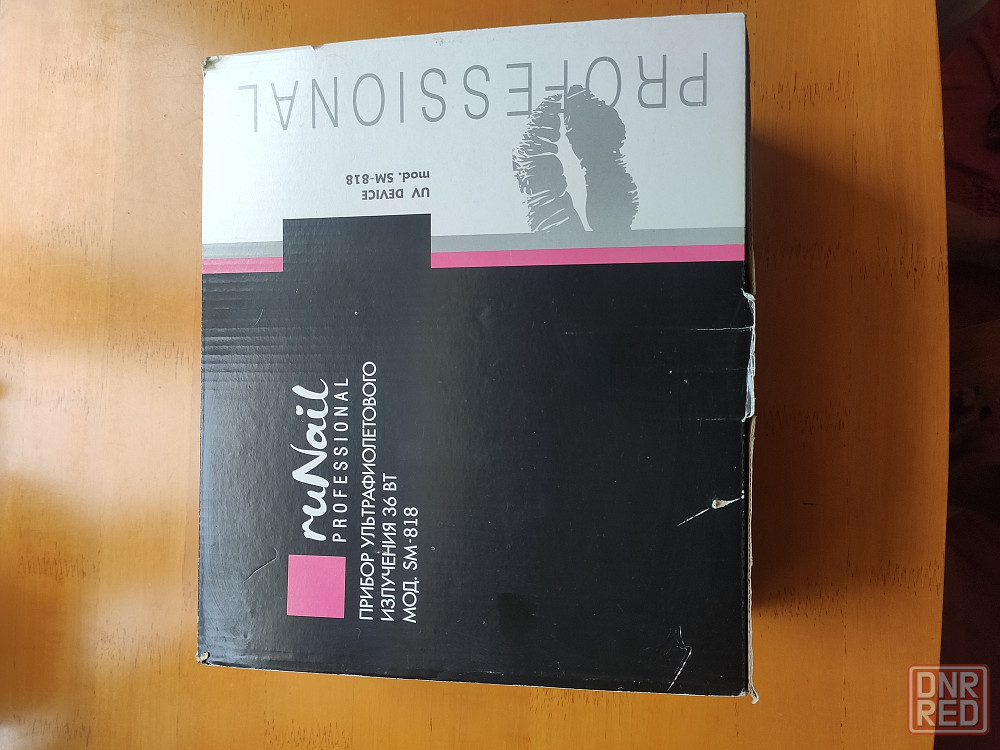 PROFESSIONAL
UV DEVICE
mod. SM-818
ruNail
PROFESSIONAL
ПРИБОР УЛЬТРАФИОЛЕТОВОГО
ИЗЛУЧЕНИЯ 36 ВТ
МОД. SM-818
DNR
RED